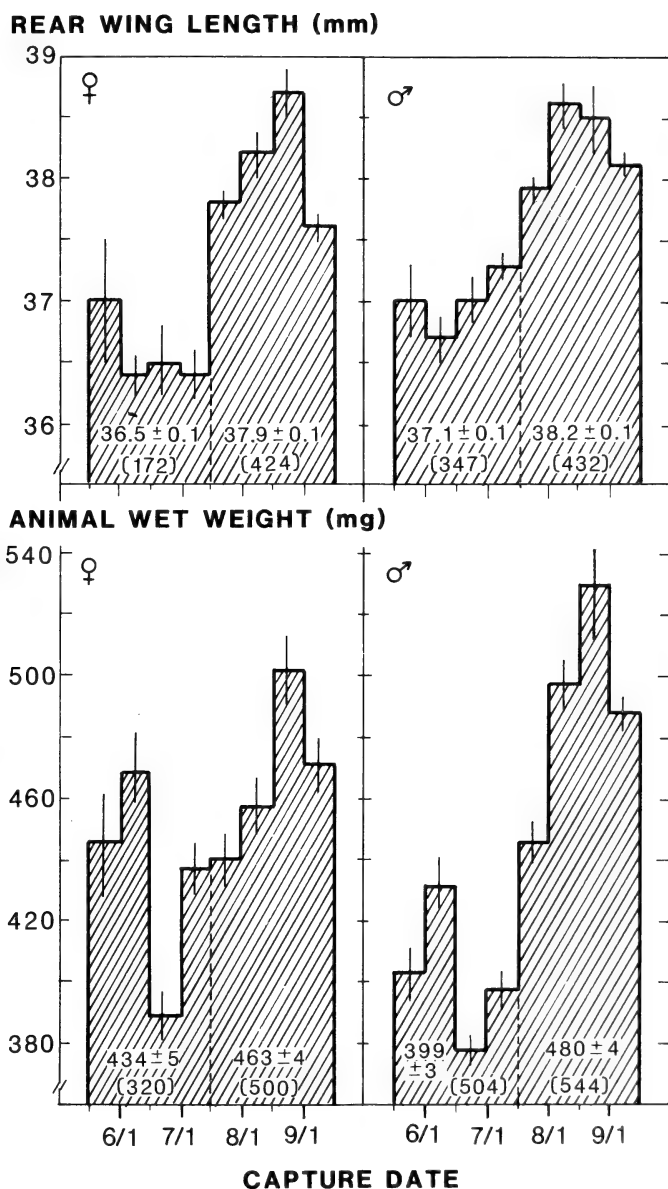 REAR WING LENGTH (mm)
39
♀ ♂
38
37
36
36.5 ± 0.1 37.9 ± 0.1 37.1 ± 0.1 38.2 ± 0.1
(172) (424) (347) (432)
ANIMAL WET WEIGHT (mg)
540
♀ ♂
500
460
420
380
434 ± 5 463 ± 4 399 ± 3 480 ± 4
(320) (500) (504) (544)
6/1 7/1 8/1 9/1 6/1 7/1 8/1 9/1
CAPTURE DATE